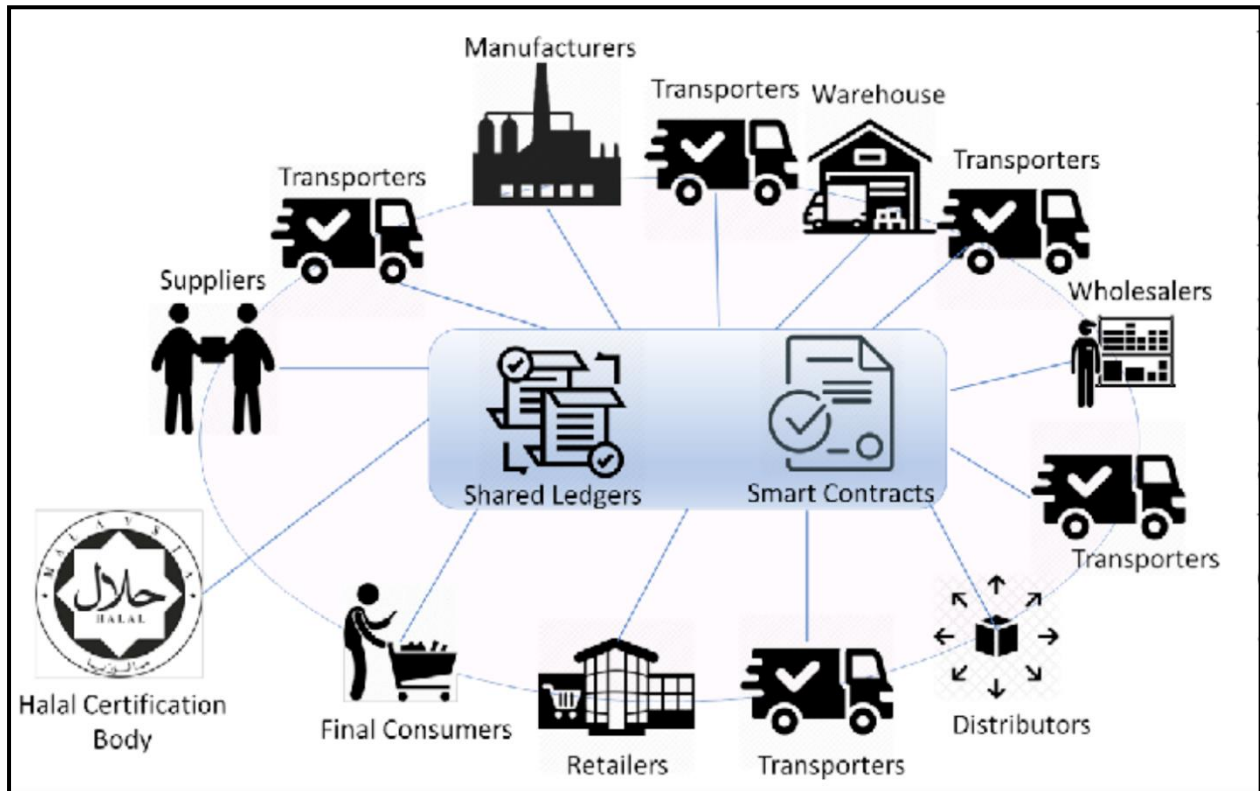 Manufacturers
Transporters
Warehouse
Transporters
Transporters
Suppliers
Wholesalers
Shared Ledgers
Smart Contracts
Transporters
MALAYSIA
حلال
HALAL
Halal Certification
Body
Final Consumers
Retailers
Transporters
Distributors